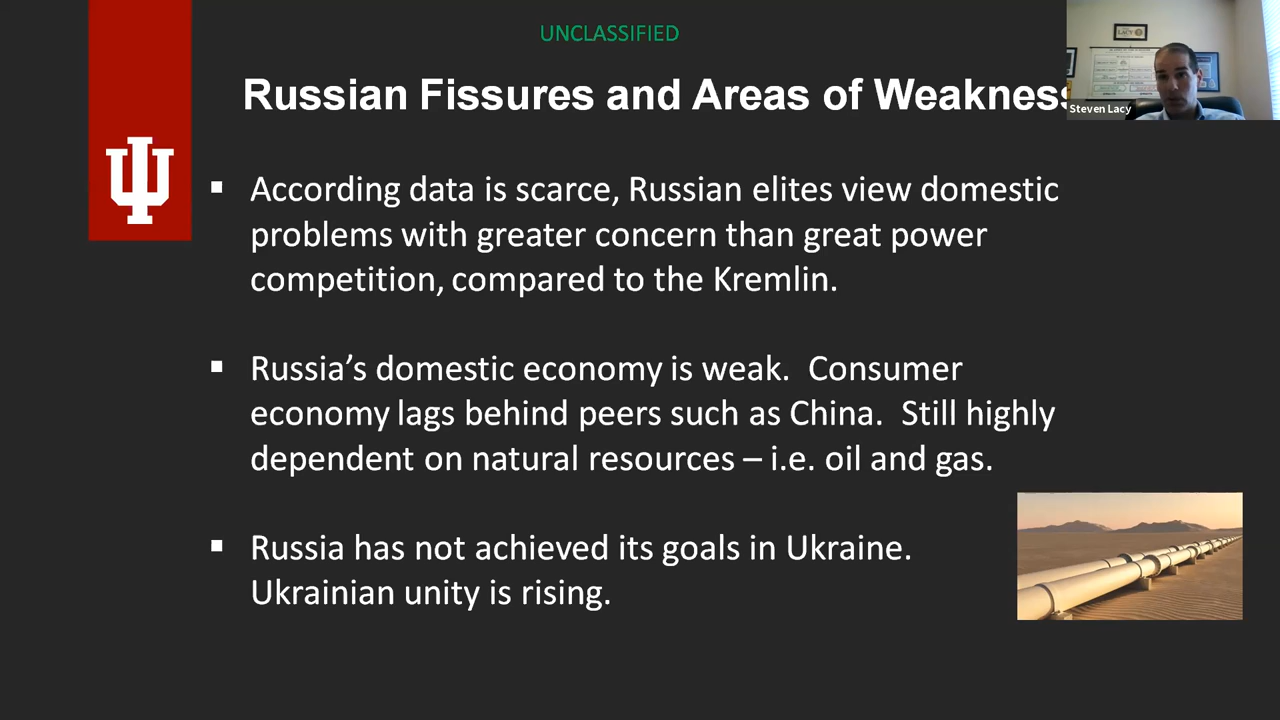 UNCLASSIFIED
Russian Fissures and Areas of Weakness
Steven Lacy
▪ According data is scarce, Russian elites view domestic
problems with greater concern than great power
competition, compared to the Kremlin.
▪ Russia’s domestic economy is weak.  Consumer
economy lags behind peers such as China.  Still highly
dependent on natural resources – i.e. oil and gas.
▪ Russia has not achieved its goals in Ukraine.
Ukrainian unity is rising.